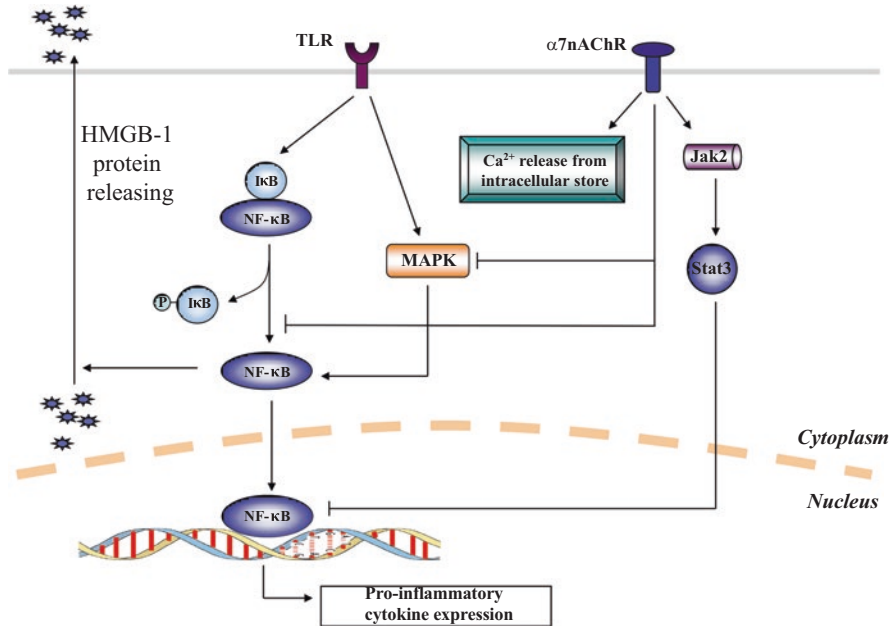 TLR
α7nAChR
HMGB-1
protein
releasing
Ca²⁺ release from
intracellular store
Jak2
IκB
NF-κB
MAPK
Stat3
P
IκB
NF-κB
Cytoplasm
Nucleus
NF-κB
Pro-inflammatory
cytokine expression